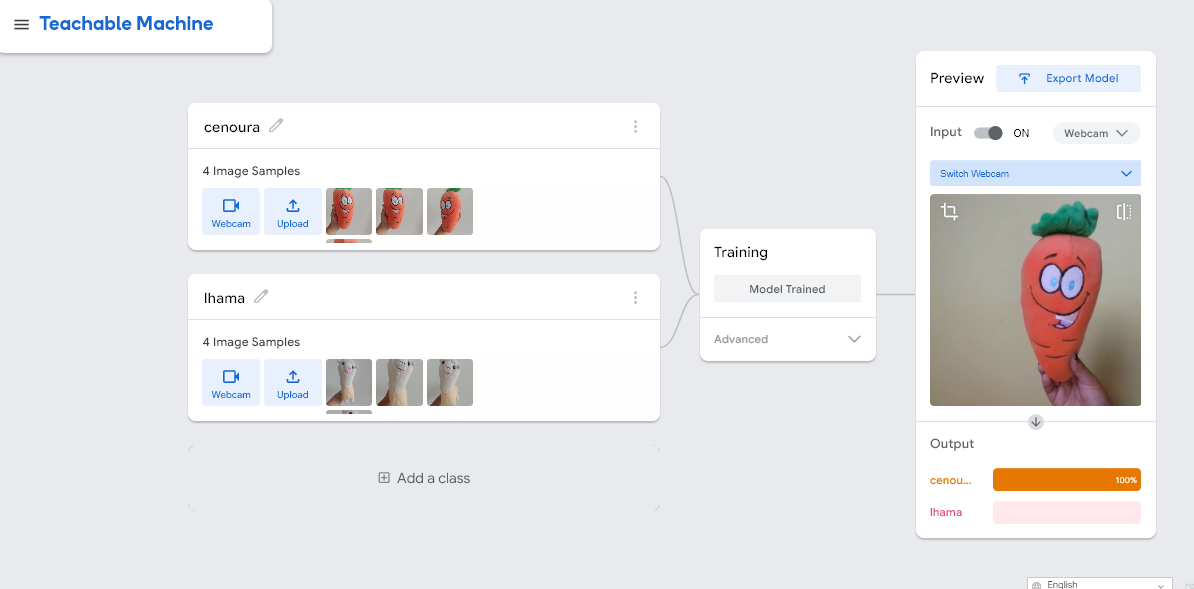 Teachable Machine
cenoura
4 Image Samples
Webcam
Upload
lhama
4 Image Samples
Webcam
Upload
Add a class
Training
Model Trained
Advanced
Preview
Export Model
Input
ON
Webcam
Switch Webcam
Output
cenou...
100%
lhama
English